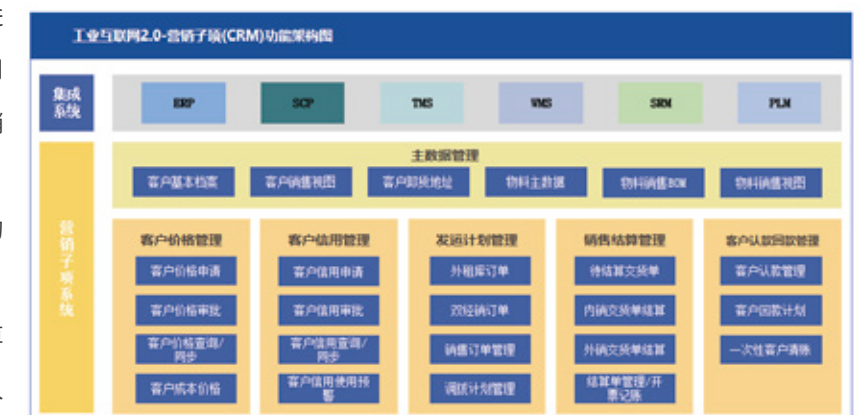 工业互联网2.0-营销子项(CRM)功能架构图
集成
系统
ERP
SCP
TMS
WMS
SRM
PLM
营销子项系统
主数据管理
客户基本档案
客户销售视图
客户卸货地址
物料主数据
物料销售BOM
物料销售视图
客户价格管理
客户价格申请
客户价格审批
客户价格查询/
同步
客户成本价格
客户信用管理
客户信用申请
客户信用审批
客户信用查询/
同步
客户信用使用预
警
发运计划管理
外租库订单
双经销订单
销售订单管理
调拨计划管理
销售结算管理
待结算交货单
内销交货单结算
外销交货单结算
结算单管理/开
票记账
客户认款回款管理
客户认款管理
客户回款计划
一次性客户清账